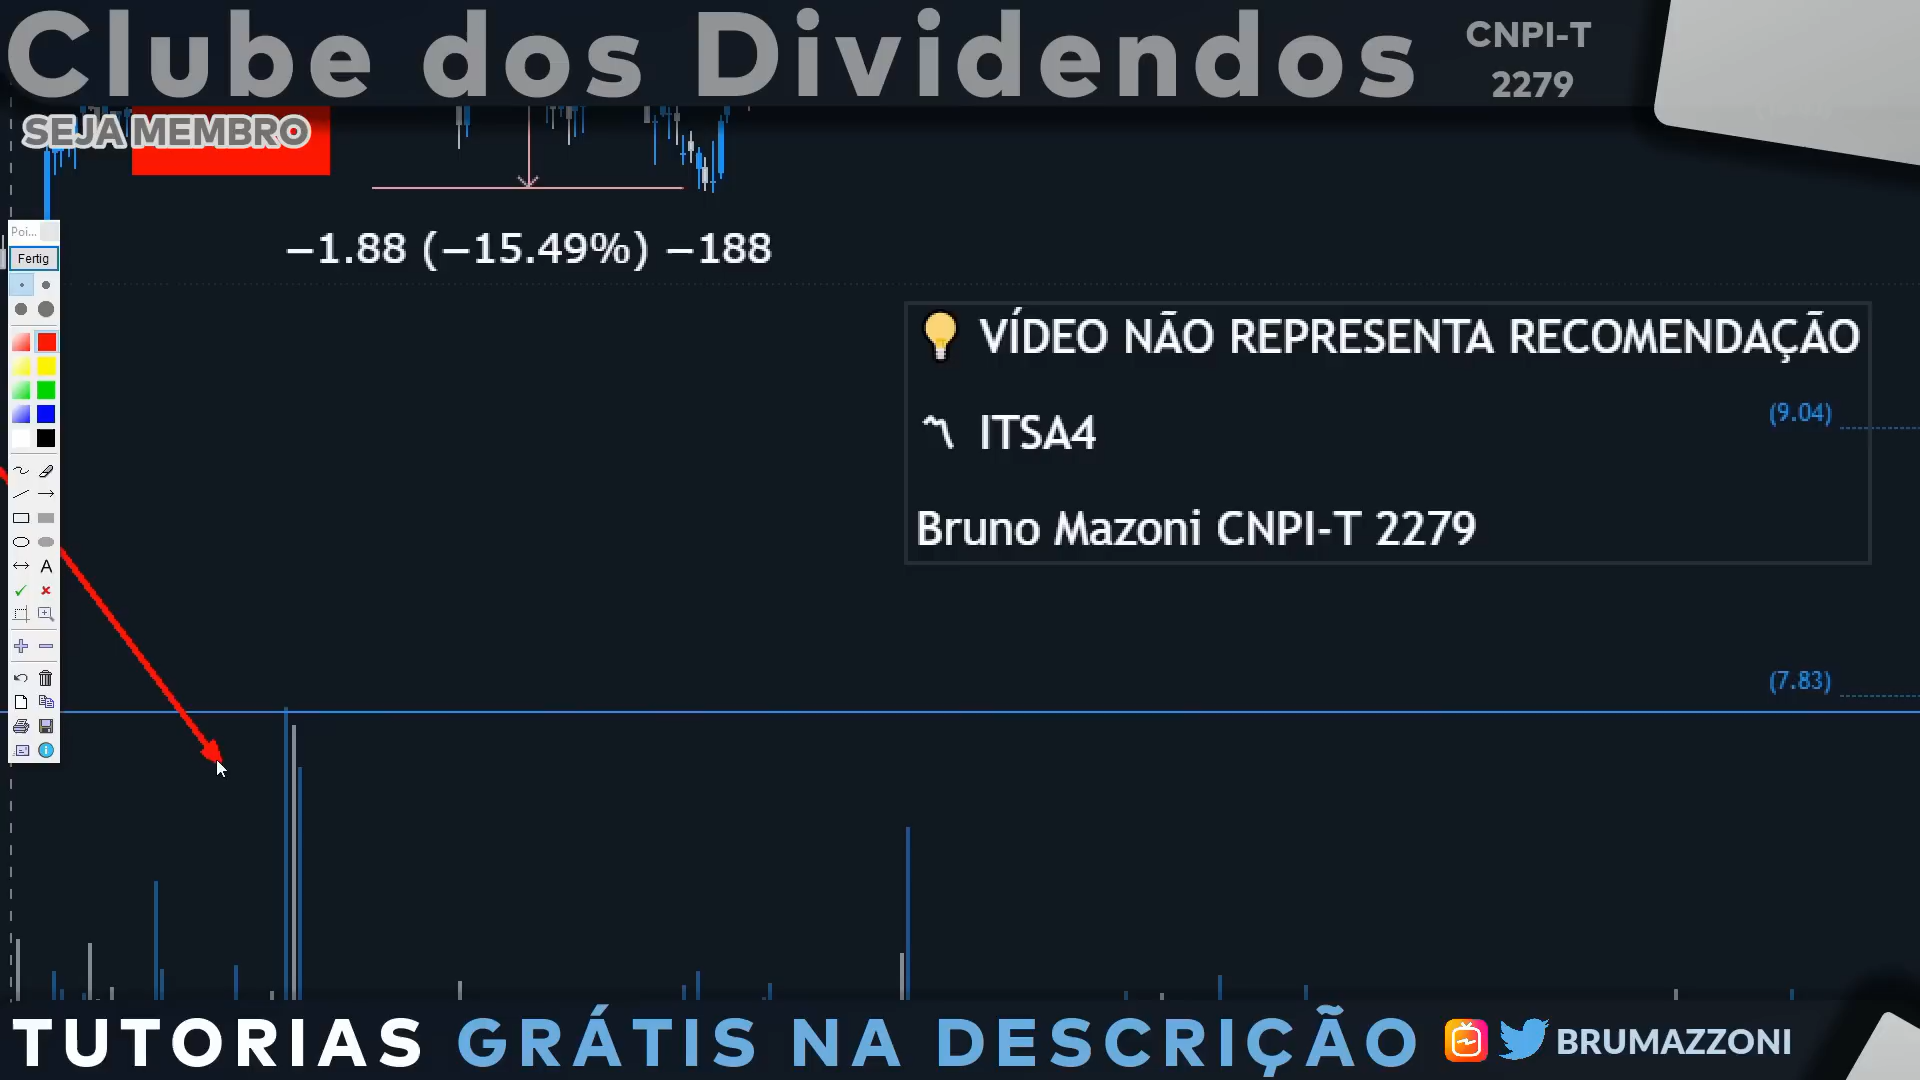 Clube dos Dividendos
CNPI-T
2279
SEJA MEMBRO
−1.88 (−15.49%) −188
Poi...
Fertig
💡 VÍDEO NÃO REPRESENTA RECOMENDAÇÃO
ITSA4
(9.04)
Bruno Mazoni CNPI-T 2279
A
(7.83)
TUTORIAS GRÁTIS NA DESCRIÇÃO
BRUMAZZONI